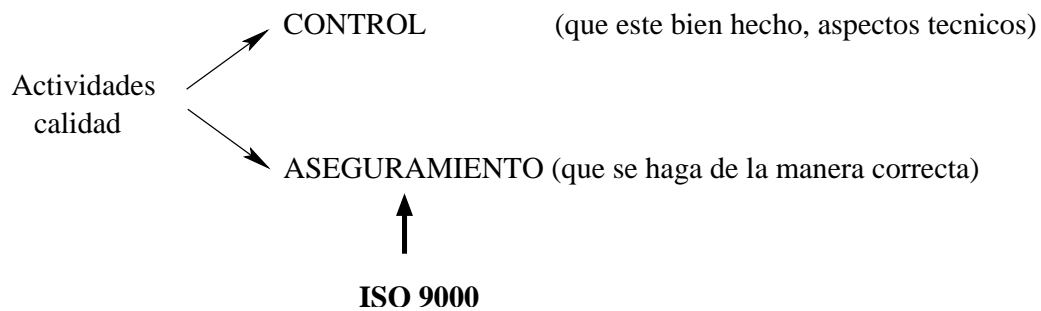 CONTROL (que este bien hecho, aspectos tecnicos)
Actividades
calidad
ASEGURAMIENTO (que se haga de la manera correcta)
ISO 9000